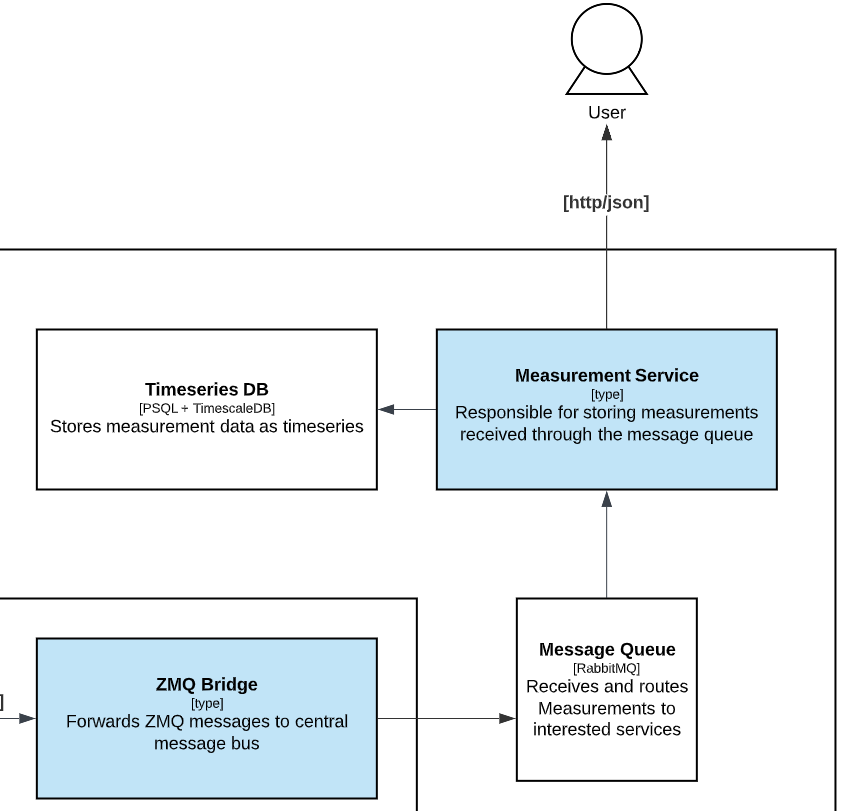 User
[http/json]
Timeseries DB
[PSQL + TimescaleDB]
Stores measurement data as timeseries
Measurement Service
[type]
Responsible for storing measurements
received through the message queue
ZMQ Bridge
[type]
Forwards ZMQ messages to central
message bus
]
Message Queue
[RabbitMQ]
Receives and routes
Measurements to
interested services